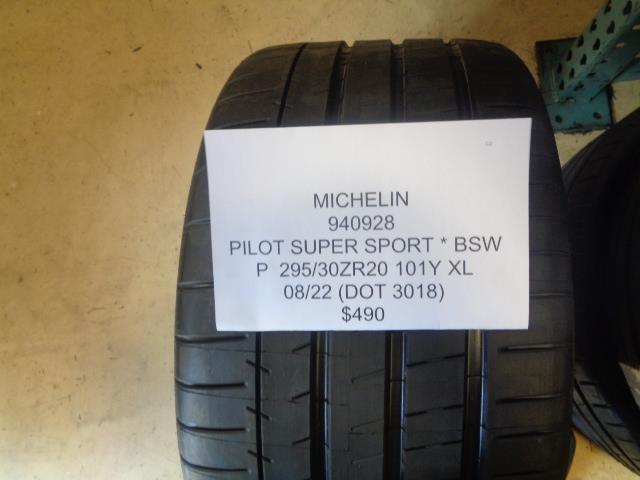 MICHELIN
940928
PILOT SUPER SPORT * BSW
P 295/30ZR20 101Y XL
08/22 (DOT 3018)
$490